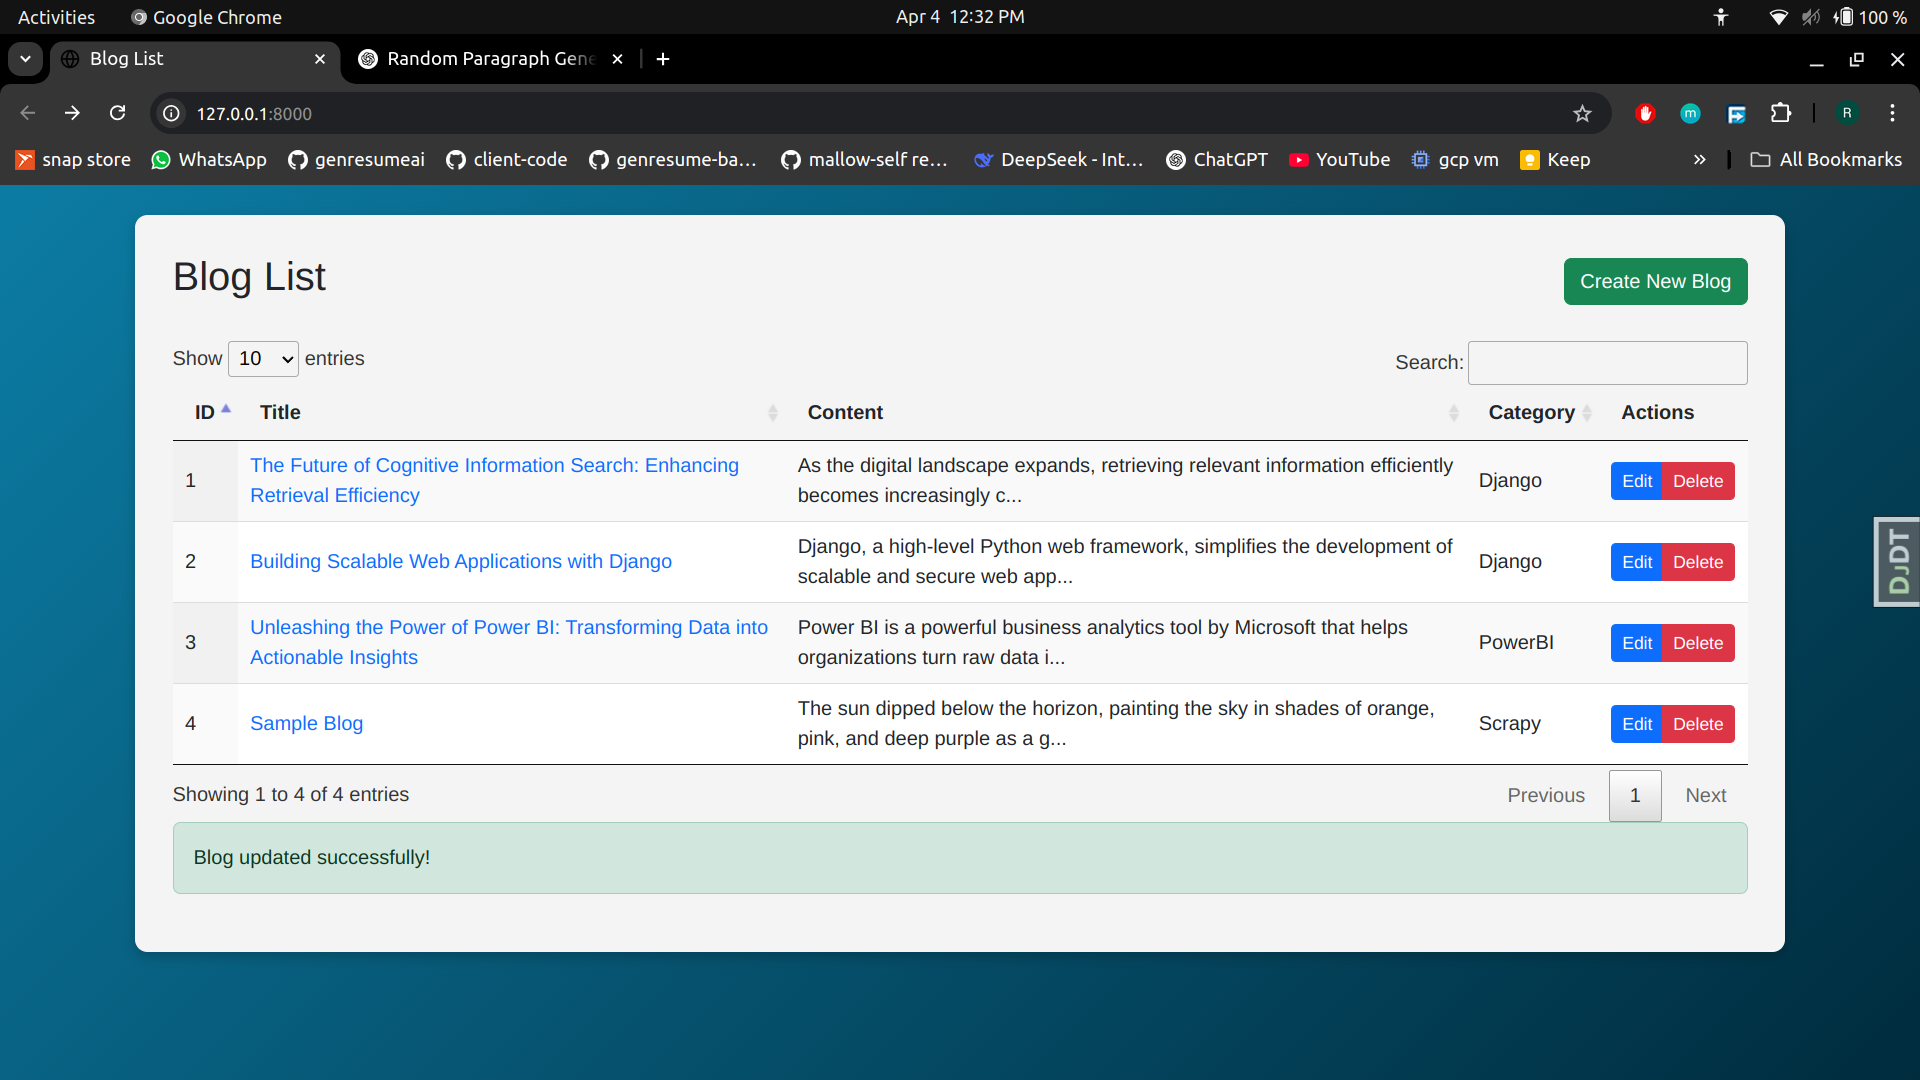 Activities Google Chrome Apr 4 12:32 PM 100 %
Blog List Random Paragraph Gene
127.0.0.1:8000 m R
snap store WhatsApp genresumeai client-code genresume-ba... mallow-self re... DeepSeek - Int... ChatGPT YouTube gcp vm Keep » All Bookmarks
Blog List
Create New Blog
Show 10 entries
Search:
ID Title Content Category Actions
1 The Future of Cognitive Information Search: Enhancing Retrieval Efficiency As the digital landscape expands, retrieving relevant information efficiently becomes increasingly c... Django Edit Delete
2 Building Scalable Web Applications with Django Django, a high-level Python web framework, simplifies the development of scalable and secure web app... Django Edit Delete
3 Unleashing the Power of Power BI: Transforming Data into Actionable Insights Power BI is a powerful business analytics tool by Microsoft that helps organizations turn raw data i... PowerBI Edit Delete
4 Sample Blog The sun dipped below the horizon, painting the sky in shades of orange, pink, and deep purple as a g... Scrapy Edit Delete
Showing 1 to 4 of 4 entries
Previous 1 Next
Blog updated successfully!
DJDT